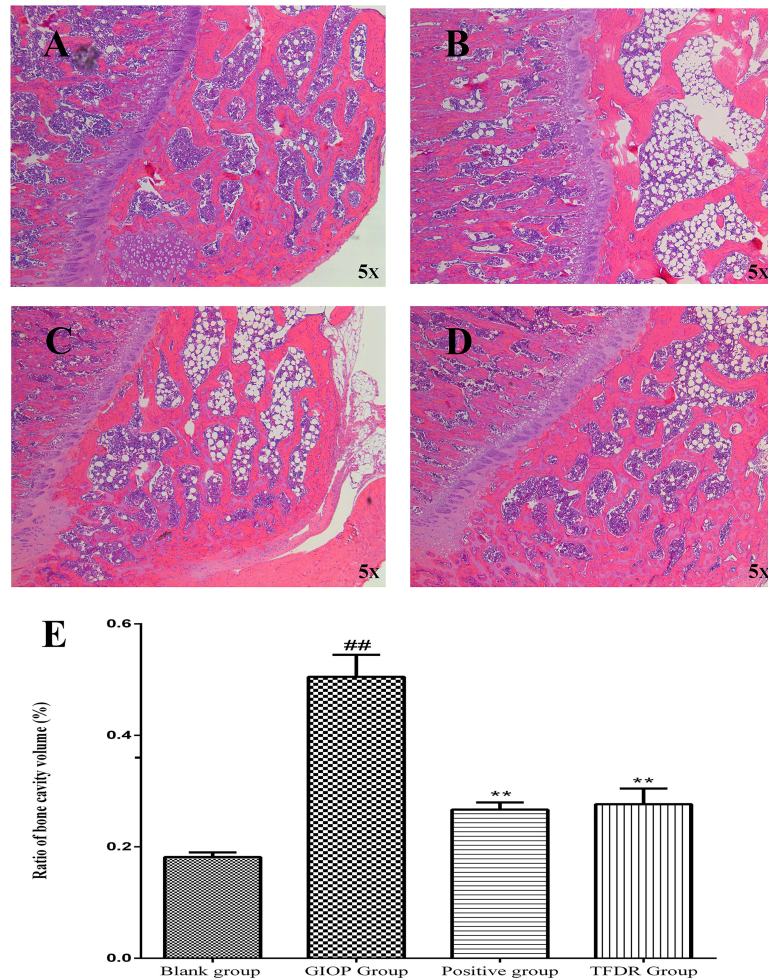 A
5x
B
5x
C
5x
D
5x
E
Ratio of bone cavity volume (%)
0.6
0.4
0.2
0.0
##
**
**
Blank group
GIOP Group
Positive group
TFDR Group